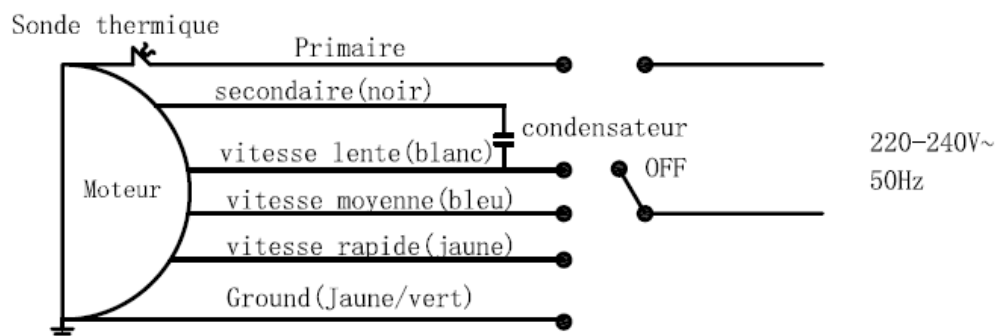 Sonde thermique
Primaire
secondaire(noir)
condensateur
vitesse lente(blanc)
OFF
220-240V~
50Hz
Moteur
vitesse moyenne(bleu)
vitesse rapide(jaune)
Ground(Jaune/vert)